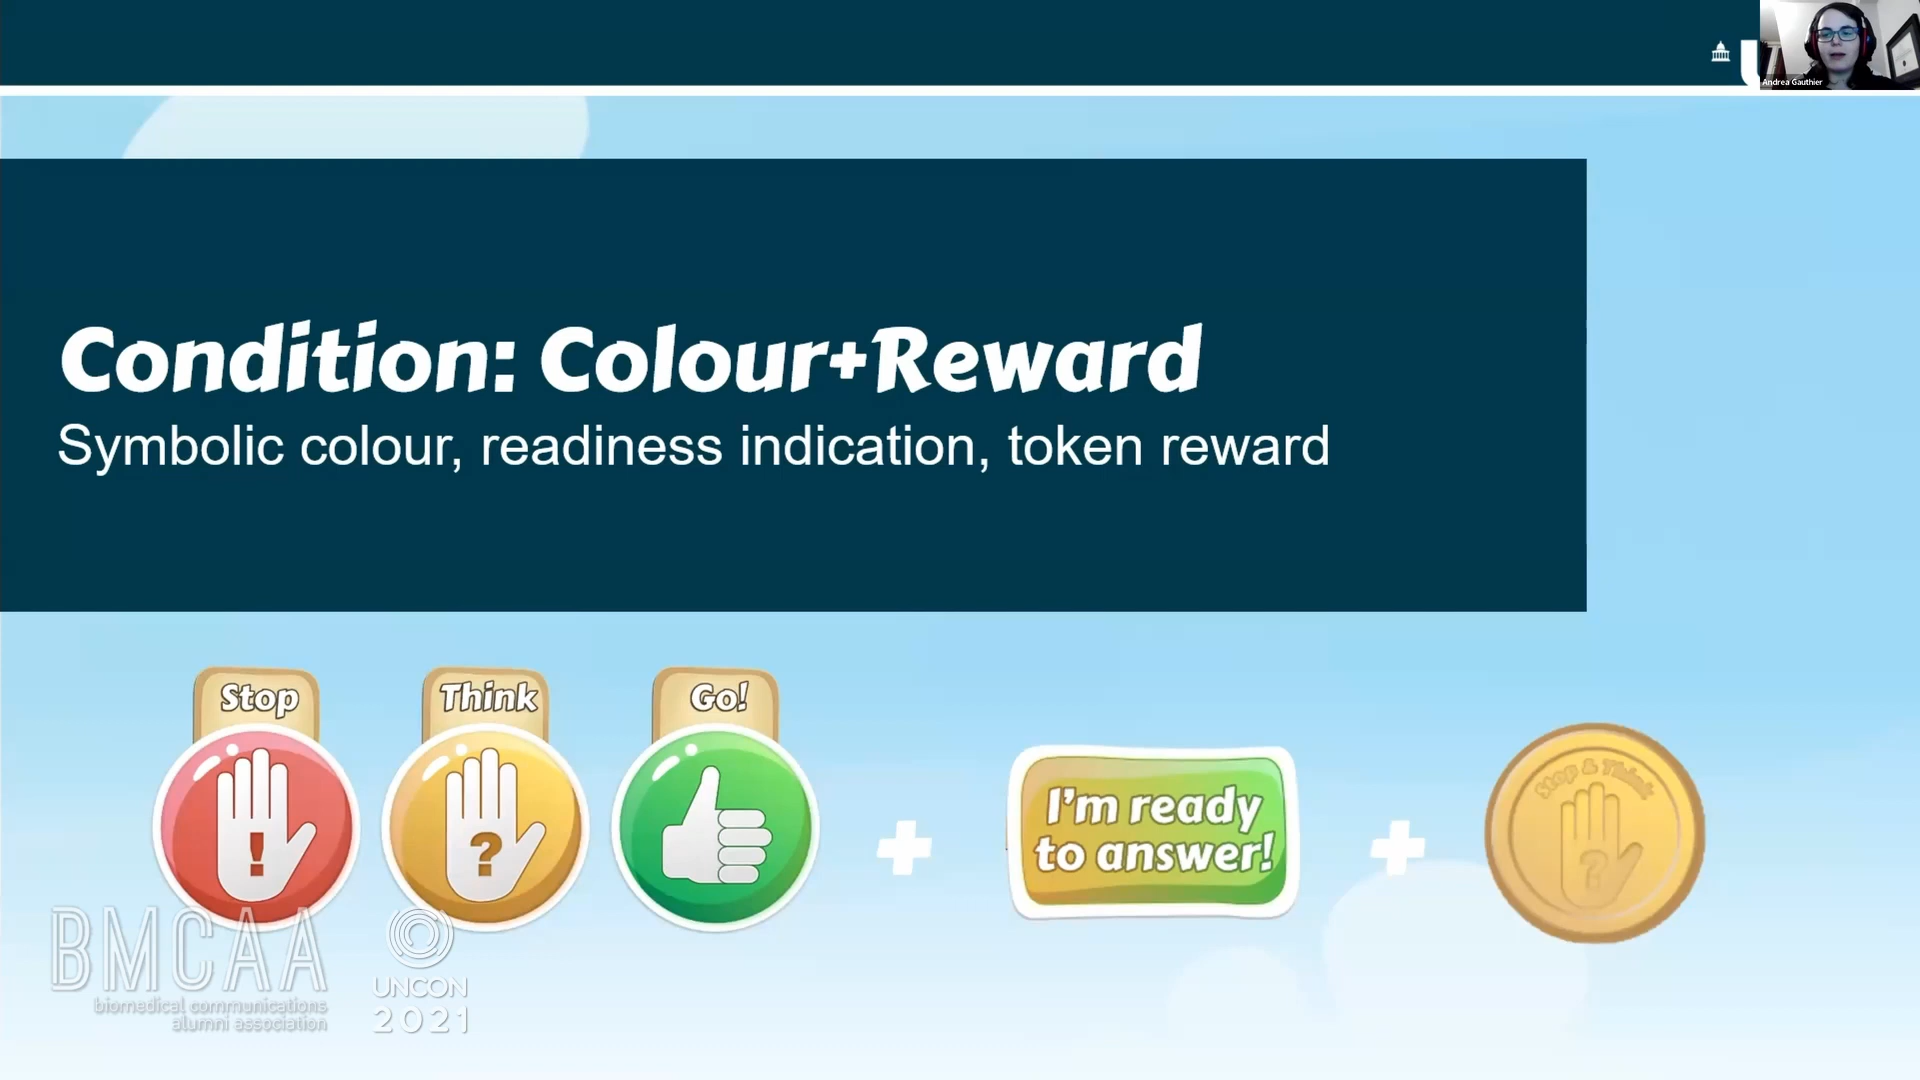 Andrea Gauthier
Condition: Colour+Reward
Symbolic colour, readiness indication, token reward
Stop
Think
Go!
!
?
I'm ready
to answer!
Stop & Think
?
BMCAA
biomedical communications
alumni association
UNCON
2021